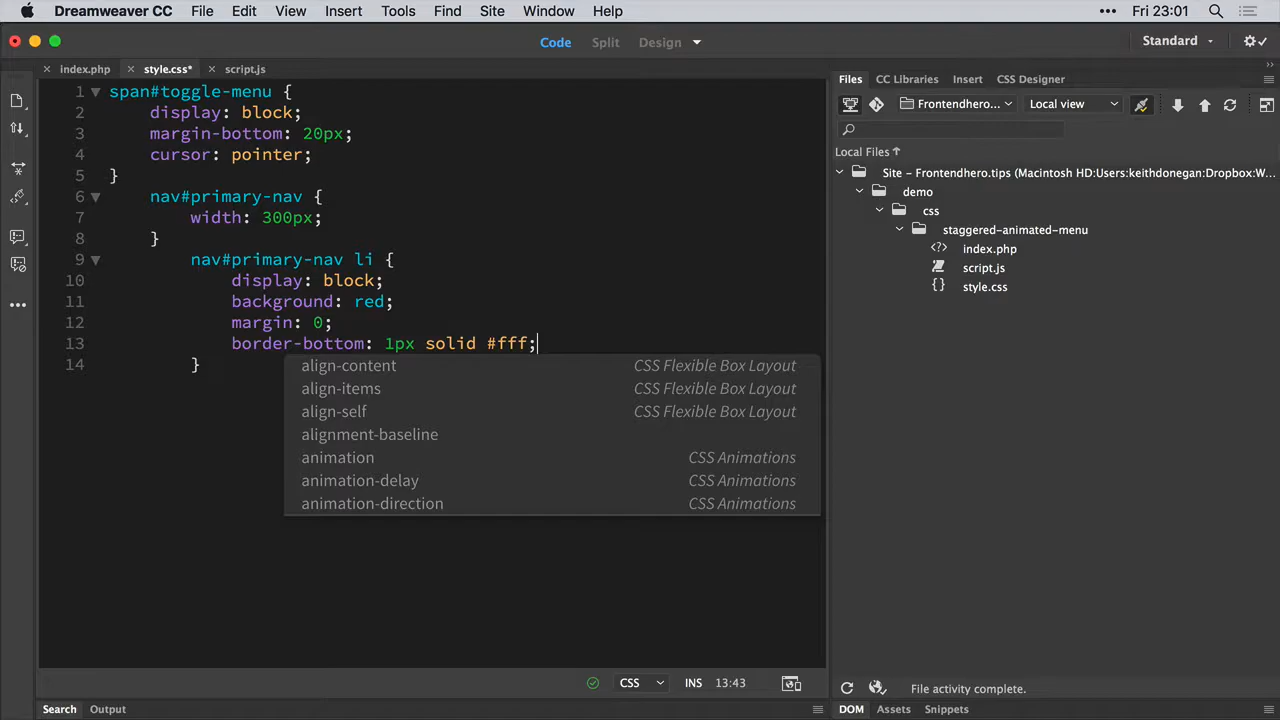 Dreamweaver CC File Edit View Insert Tools Find Site Window Help ••• Fri 23:01
Code Split Design Standard
× index.php × style.css* × script.js
1 span#toggle-menu {
2 display: block;
3 margin-bottom: 20px;
4 cursor: pointer;
5 }
6 nav#primary-nav {
7 width: 300px;
8 }
9 nav#primary-nav li {
10 display: block;
11 background: red;
12 margin: 0;
13 border-bottom: 1px solid #fff;
14 }
align-content CSS Flexible Box Layout
align-items CSS Flexible Box Layout
align-self CSS Flexible Box Layout
alignment-baseline
animation CSS Animations
animation-delay CSS Animations
animation-direction CSS Animations
CSS INS 13:43
Search Output
Files CC Libraries Insert CSS Designer
Frontendhero... Local view
Local Files ↑
Site – Frontendhero.tips (Macintosh HD:Users:keithdonegan:Dropbox:W...
demo
css
staggered-animated-menu
<?> index.php
script.js
{} style.css
File activity complete.
DOM Assets Snippets